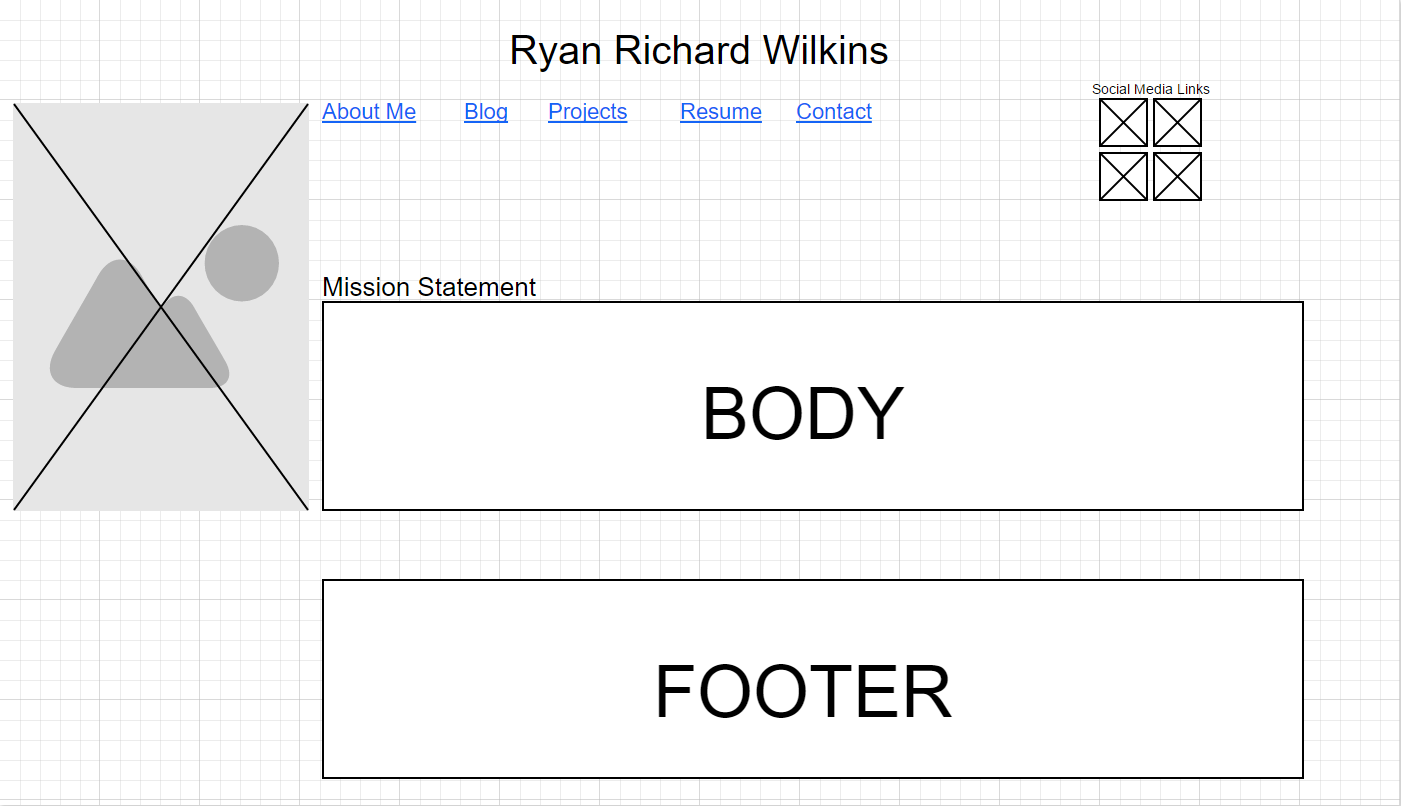 Ryan Richard Wilkins
Social Media Links
About Me Blog Projects Resume Contact
Mission Statement
BODY
FOOTER